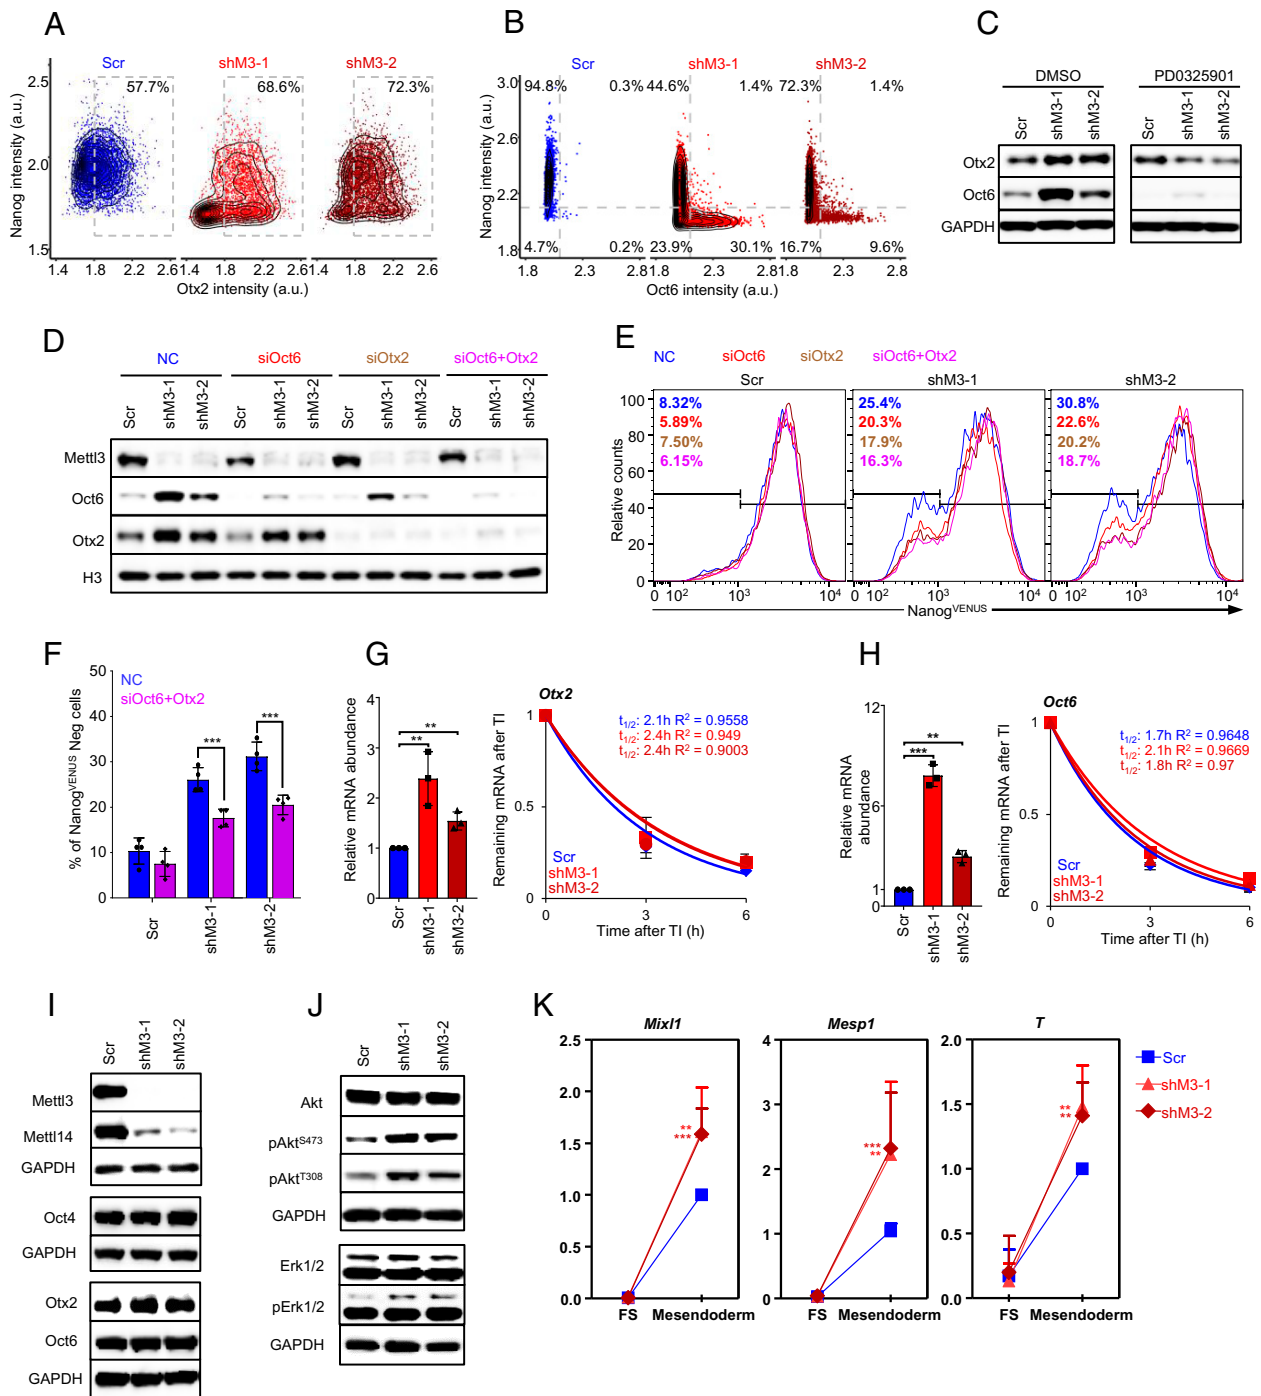 A
Scr
shM3-1
shM3-2
57.7%
68.6%
72.3%
Nanog intensity (a.u.)
2.5
2.0
1.5
1.4 1.8 2.2 2.6 1.4 1.8 2.2 2.6 1.4 1.8 2.2 2.6
Otx2 intensity (a.u.)
B
Scr
shM3-1
shM3-2
94.8% 0.3% 44.6% 1.4% 72.3% 1.4%
4.7% 0.2% 23.9% 30.1% 16.7% 9.6%
Nanog intensity (a.u.)
3.0
2.6
2.2
1.8
1.8 2.3 2.8 1.8 2.3 2.8 1.8 2.3 2.8
Oct6 intensity (a.u.)
C
DMSO PD0325901
Scr shM3-1 shM3-2 Scr shM3-1 shM3-2
Otx2
Oct6
GAPDH
D
NC siOct6 siOtx2 siOct6+Otx2
Scr shM3-1 shM3-2 Scr shM3-1 shM3-2 Scr shM3-1 shM3-2 Scr shM3-1 shM3-2
Mettl3
Oct6
Otx2
H3
E
NC siOct6 siOtx2 siOct6+Otx2
Scr shM3-1 shM3-2
8.32% 25.4% 30.8%
5.89% 20.3% 22.6%
7.50% 17.9% 20.2%
6.15% 16.3% 18.7%
Relative counts
100
80
60
40
20
0
0 10² 10³ 10⁴ 0 10² 10³ 10⁴ 0 10² 10³ 10⁴
Nanog^VENUS
F
NC
siOct6+Otx2
*** ***
% of Nanog^VENUS Neg cells
50
40
30
20
10
0
Scr shM3-1 shM3-2
G
Relative mRNA abundance
4
3
2
1
0
**
**
Scr shM3-1 shM3-2
Otx2
Remaining mRNA after TI
1
0.5
0
t1/2: 2.1h R² = 0.9558
t1/2: 2.4h R² = 0.949
t1/2: 2.4h R² = 0.9003
Scr
shM3-1
shM3-2
0 3 6
Time after TI (h)
H
Relative mRNA abundance
12
6
1
0
**
***
Scr shM3-1 shM3-2
Oct6
Remaining mRNA after TI
1
0.5
0
t1/2: 1.7h R² = 0.9648
t1/2: 2.1h R² = 0.9669
t1/2: 1.8h R² = 0.97
Scr
shM3-1
shM3-2
0 3 6
Time after TI (h)
I
Scr shM3-1 shM3-2
Mettl3
Mettl14
GAPDH
Oct4
GAPDH
Otx2
Oct6
GAPDH
J
Scr shM3-1 shM3-2
Akt
pAkt^S473
pAkt^T308
GAPDH
Erk1/2
pErk1/2
GAPDH
K
Mixl1
2.5
2.0
1.5
1.0
0.5
0.0
**
***
FS Mesendoderm
Mesp1
4
3
2
1
0
***
**
FS Mesendoderm
T
2.0
1.5
1.0
0.5
0.0
**
**
FS Mesendoderm
Scr
shM3-1
shM3-2